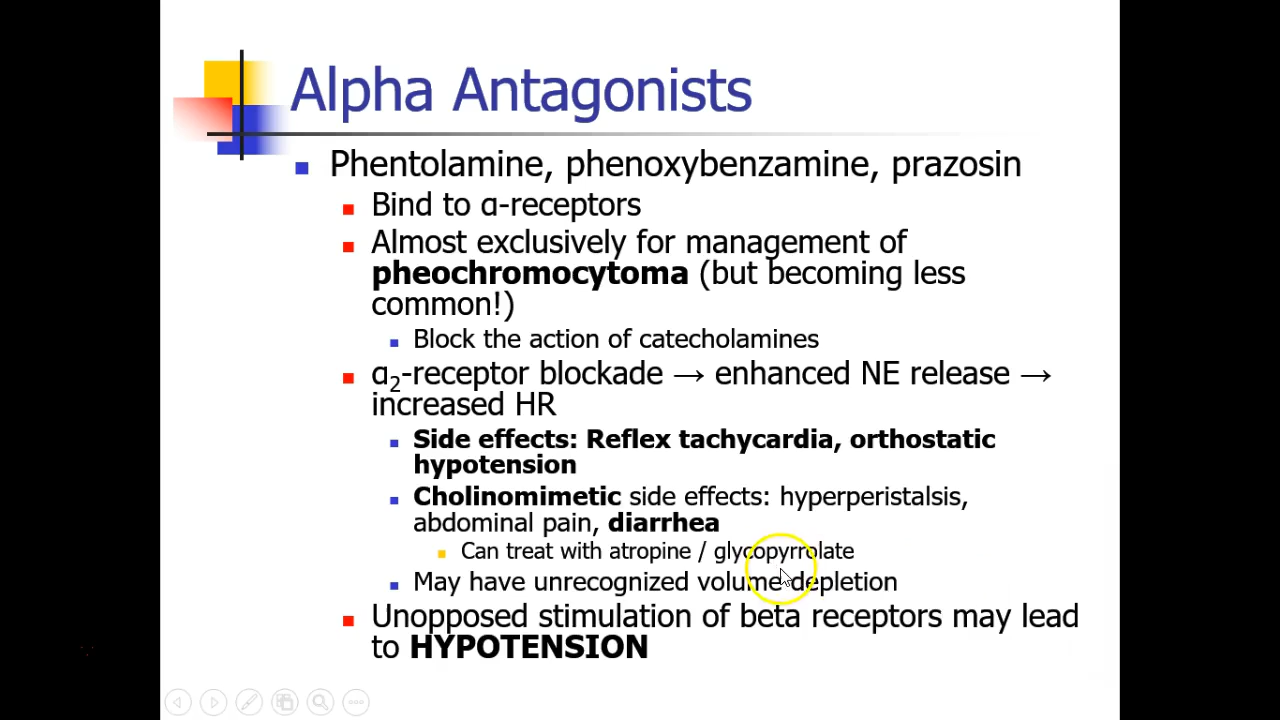 Alpha Antagonists
Phentolamine, phenoxybenzamine, prazosin
Bind to α-receptors
Almost exclusively for management of
pheochromocytoma (but becoming less
common!)
Block the action of catecholamines
α₂-receptor blockade → enhanced NE release →
increased HR
Side effects: Reflex tachycardia, orthostatic
hypotension
Cholinomimetic side effects: hyperperistalsis,
abdominal pain, diarrhea
Can treat with atropine / glycopyrrolate
May have unrecognized volume depletion
Unopposed stimulation of beta receptors may lead
to HYPOTENSION